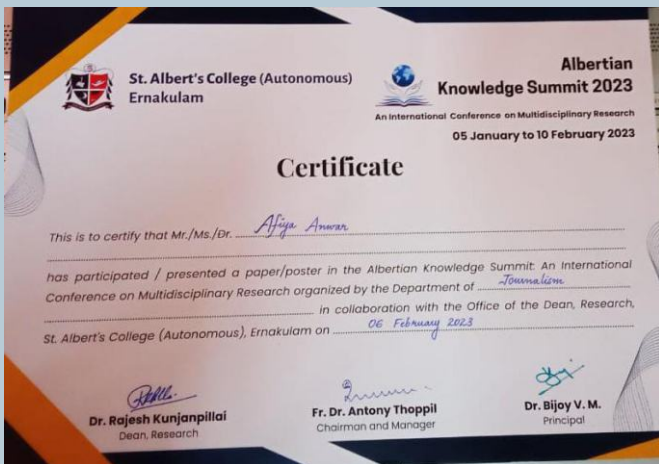 St. Albert's College (Autonomous)
Ernakulam
Albertian
Knowledge Summit 2023
An International Conference on Multidisciplinary Research
05 January to 10 February 2023
Certificate
This is to certify that Mr./Ms./Dr. Afiya Anwar
has participated / presented a paper/poster in the Albertian Knowledge Summit: An International
Conference on Multidisciplinary Research organized by the Department of Journalism
in collaboration with the Office of the Dean, Research,
St. Albert's College (Autonomous), Ernakulam on 06 February 2023
Dr. Rajesh Kunjanpillai
Dean, Research
Fr. Dr. Antony Thoppil
Chairman and Manager
Dr. Bijoy V. M.
Principal